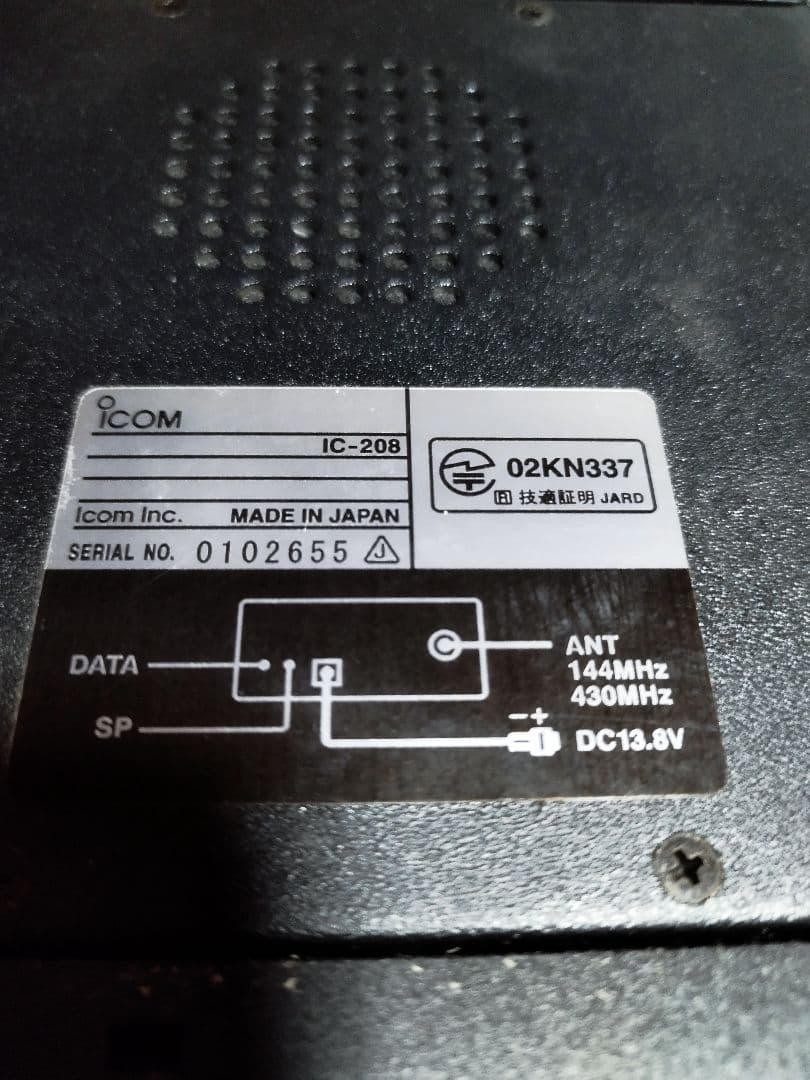 ICOM
IC-208
Icom Inc. MADE IN JAPAN
SERIAL NO. 0102655 J
02KN337
R 技適証明 JARD
DATA
SP
ANT
144MHz
430MHz
- +
DC13.8V